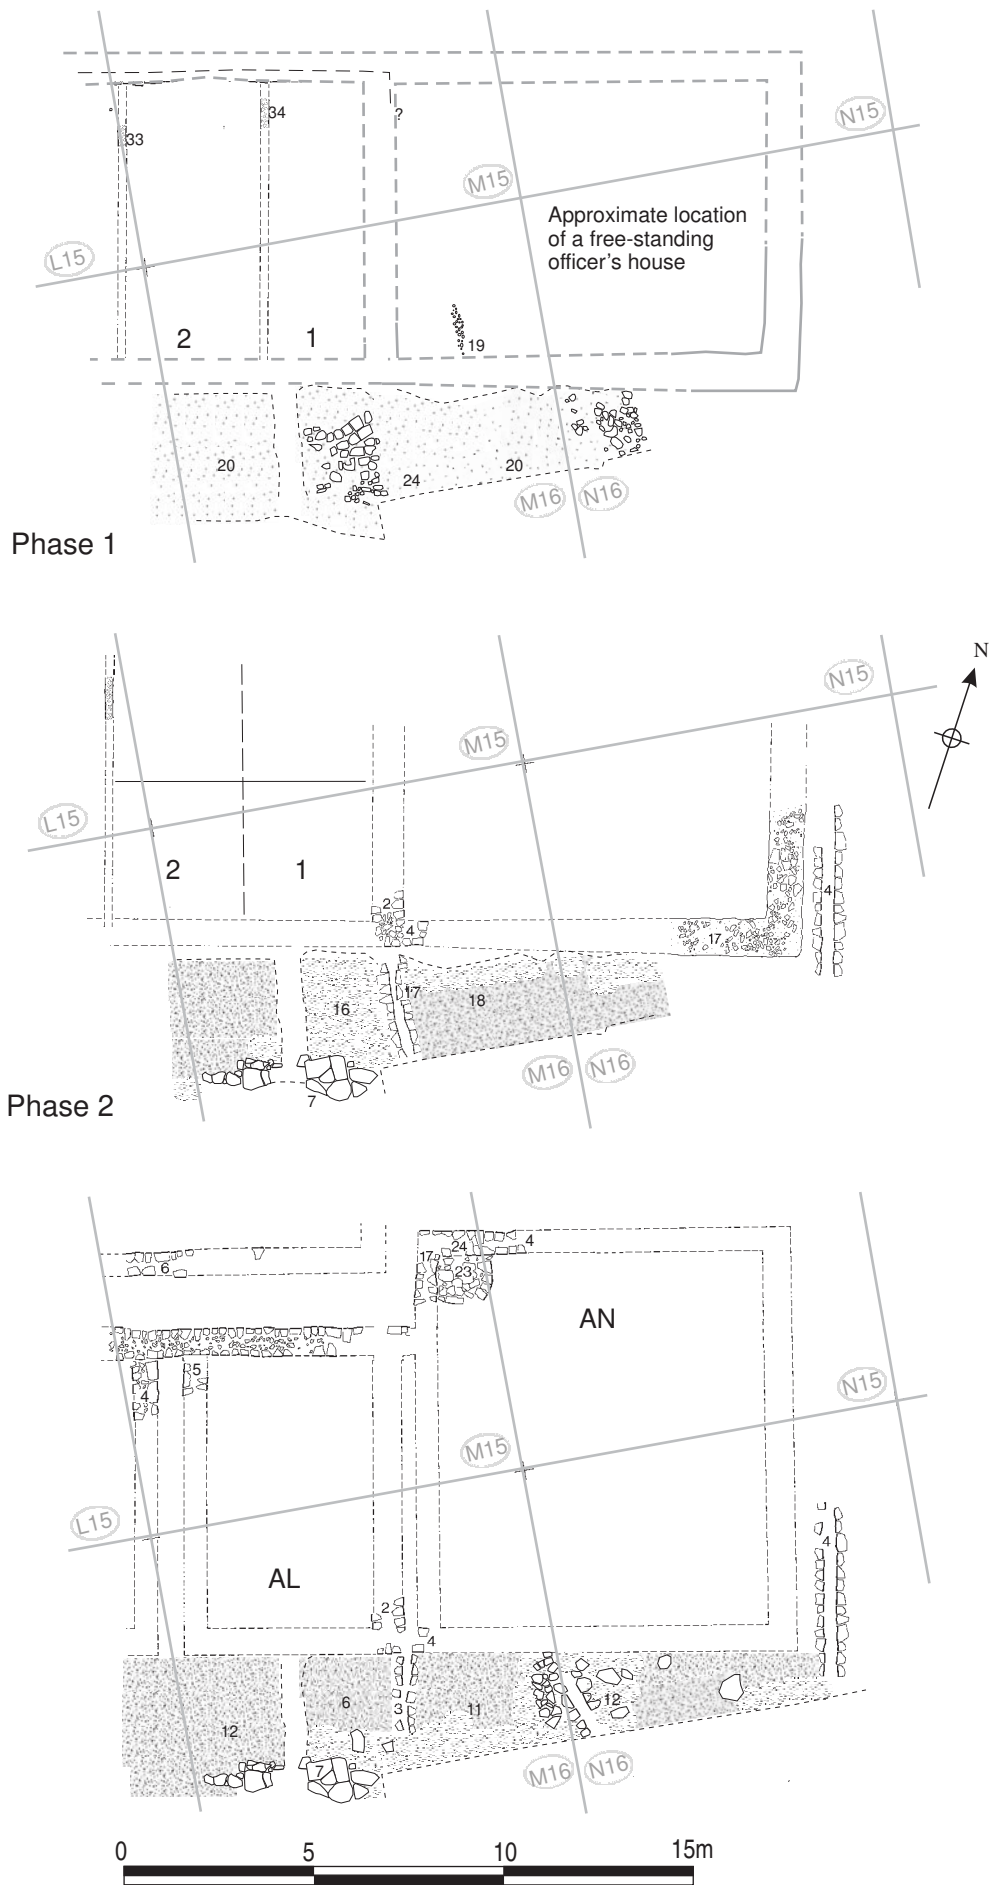 N15
34
?
33
M15
Approximate location
of a free-standing
officer's house
L15
2
1
19
20
24
20
M16
N16
Phase 1
N
N15
M15
L15
2
1
2
4
4
17
17
18
16
M16
N16
7
Phase 2
4
24
17
6
23
AN
5
4
N15
M15
L15
4
AL
2
4
6
3
11
12
12
7
M16
N16
0
5
10
15m